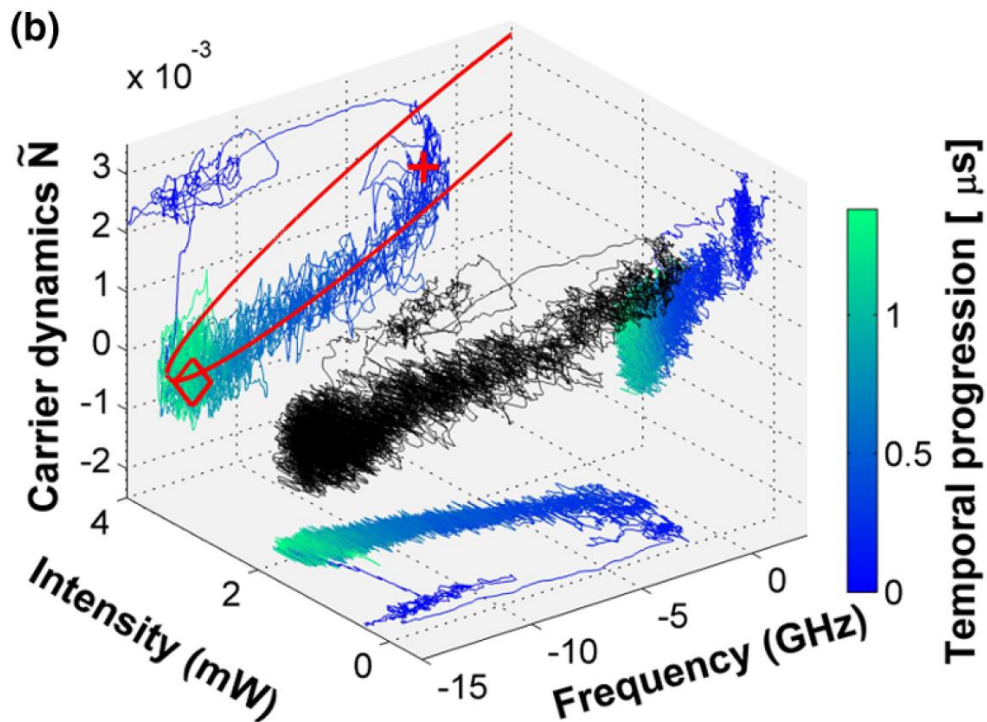 (b)
x 10⁻³
3
2
1
0
-1
-2
Carrier dynamics Ñ
4
2
0
Intensity (mW)
-15
-10
-5
0
Frequency (GHz)
1
0.5
0
Temporal progression [ μs]